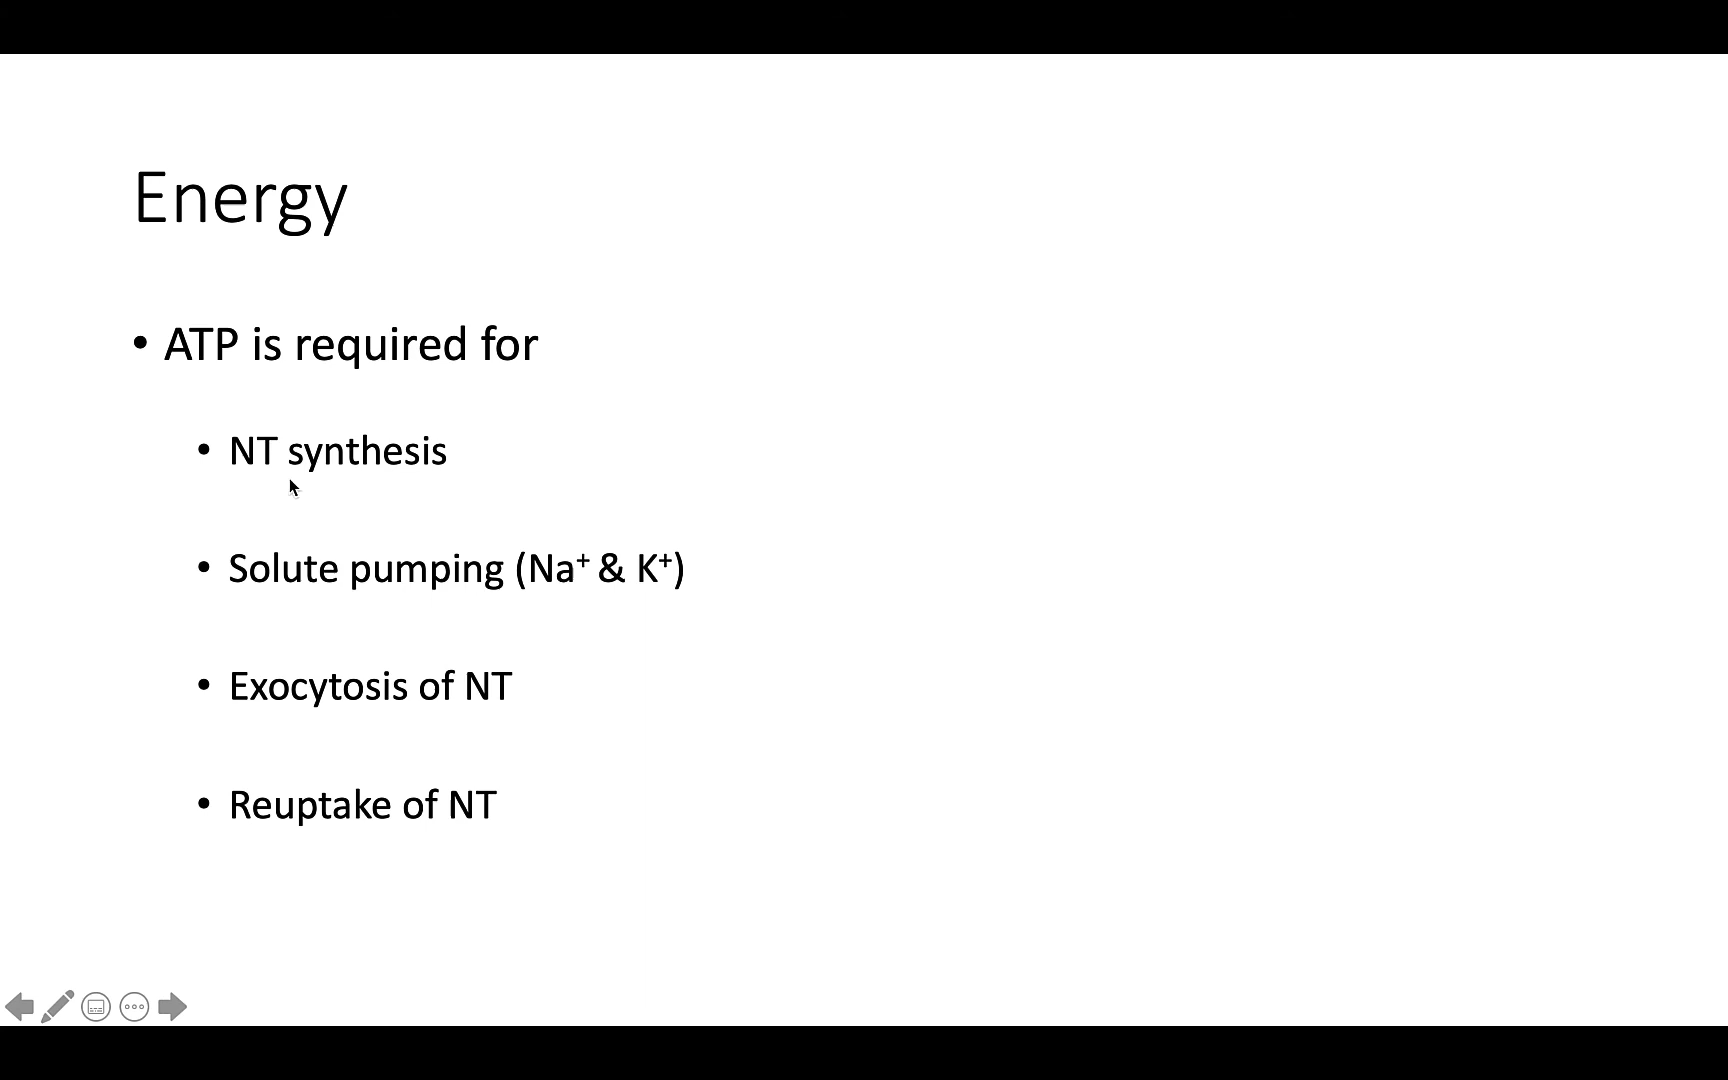 Energy
• ATP is required for
• NT synthesis
• Solute pumping (Na⁺ & K⁺)
• Exocytosis of NT
• Reuptake of NT